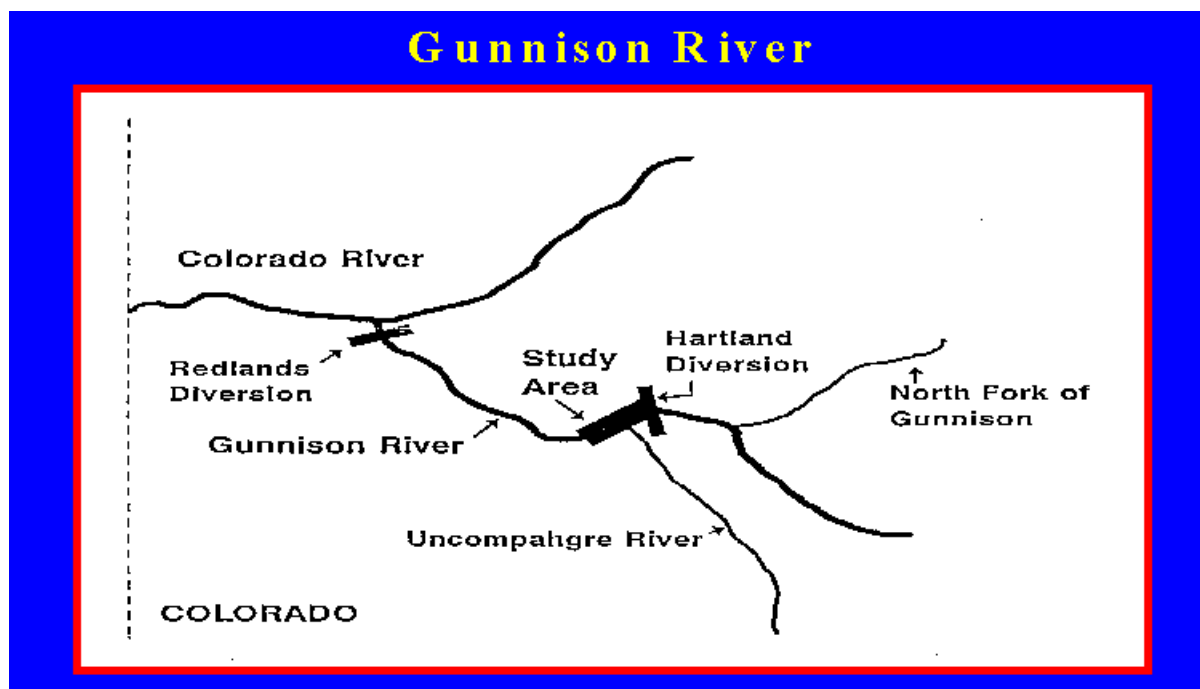 Gunnison River
Colorado River
Redlands
Diversion
Study
Area
Hartland
Diversion
North Fork of
Gunnison
Gunnison River
Uncompahgre River
COLORADO